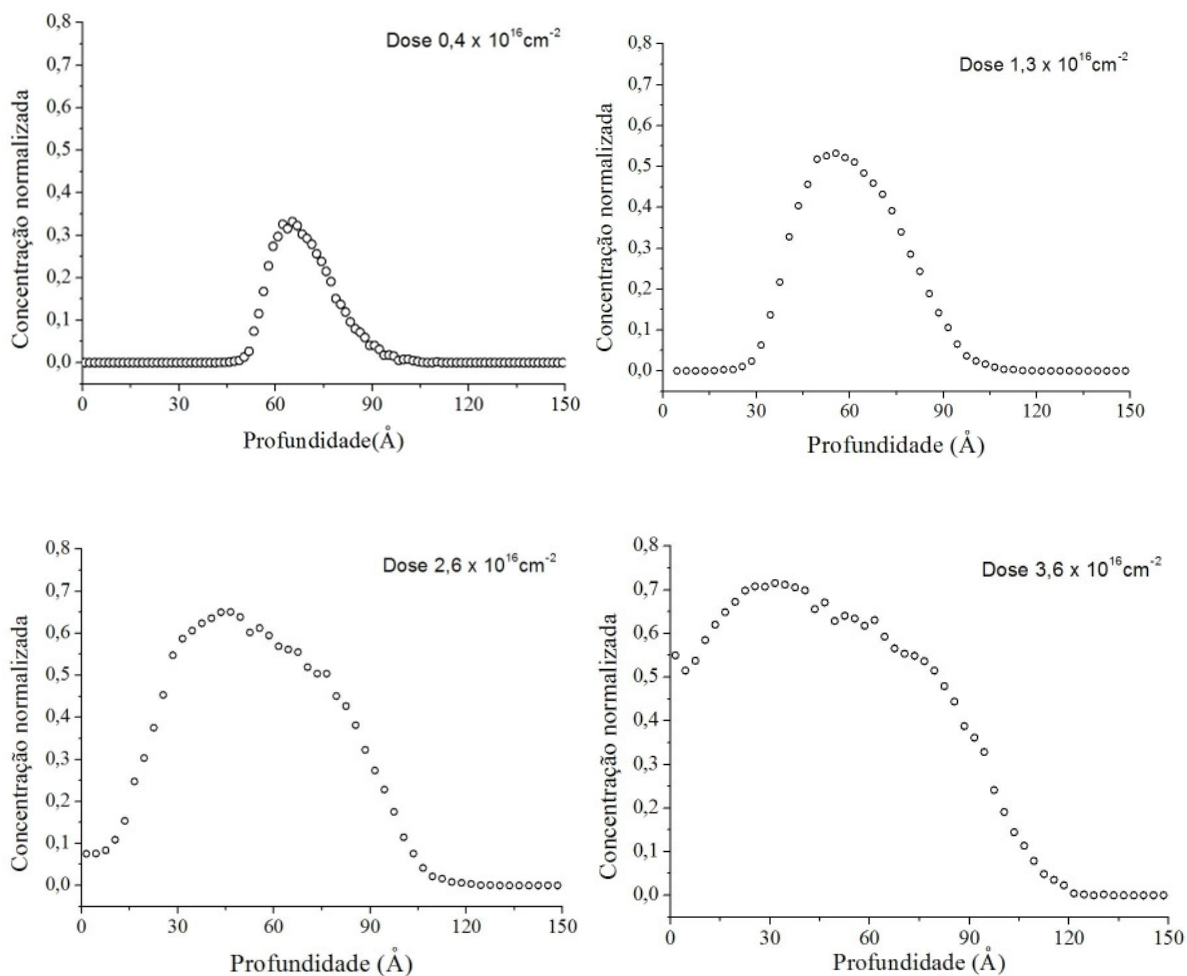 Dose 0,4 x 10¹⁶cm⁻²
Concentração normalizada
0,8
0,7
0,6
0,5
0,4
0,3
0,2
0,1
0,0
0 30 60 90 120 150
Profundidade(Å)
Dose 1,3 x 10¹⁶cm⁻²
Concentração normalizada
0,8
0,7
0,6
0,5
0,4
0,3
0,2
0,1
0,0
0 30 60 90 120 150
Profundidade (Å)
Dose 2,6 x 10¹⁶cm⁻²
Concentração normalizada
0,8
0,7
0,6
0,5
0,4
0,3
0,2
0,1
0,0
0 30 60 90 120 150
Profundidade (Å)
Dose 3,6 x 10¹⁶cm⁻²
Concentração normalizada
0,8
0,7
0,6
0,5
0,4
0,3
0,2
0,1
0,0
0 30 60 90 120 150
Profundidade (Å)